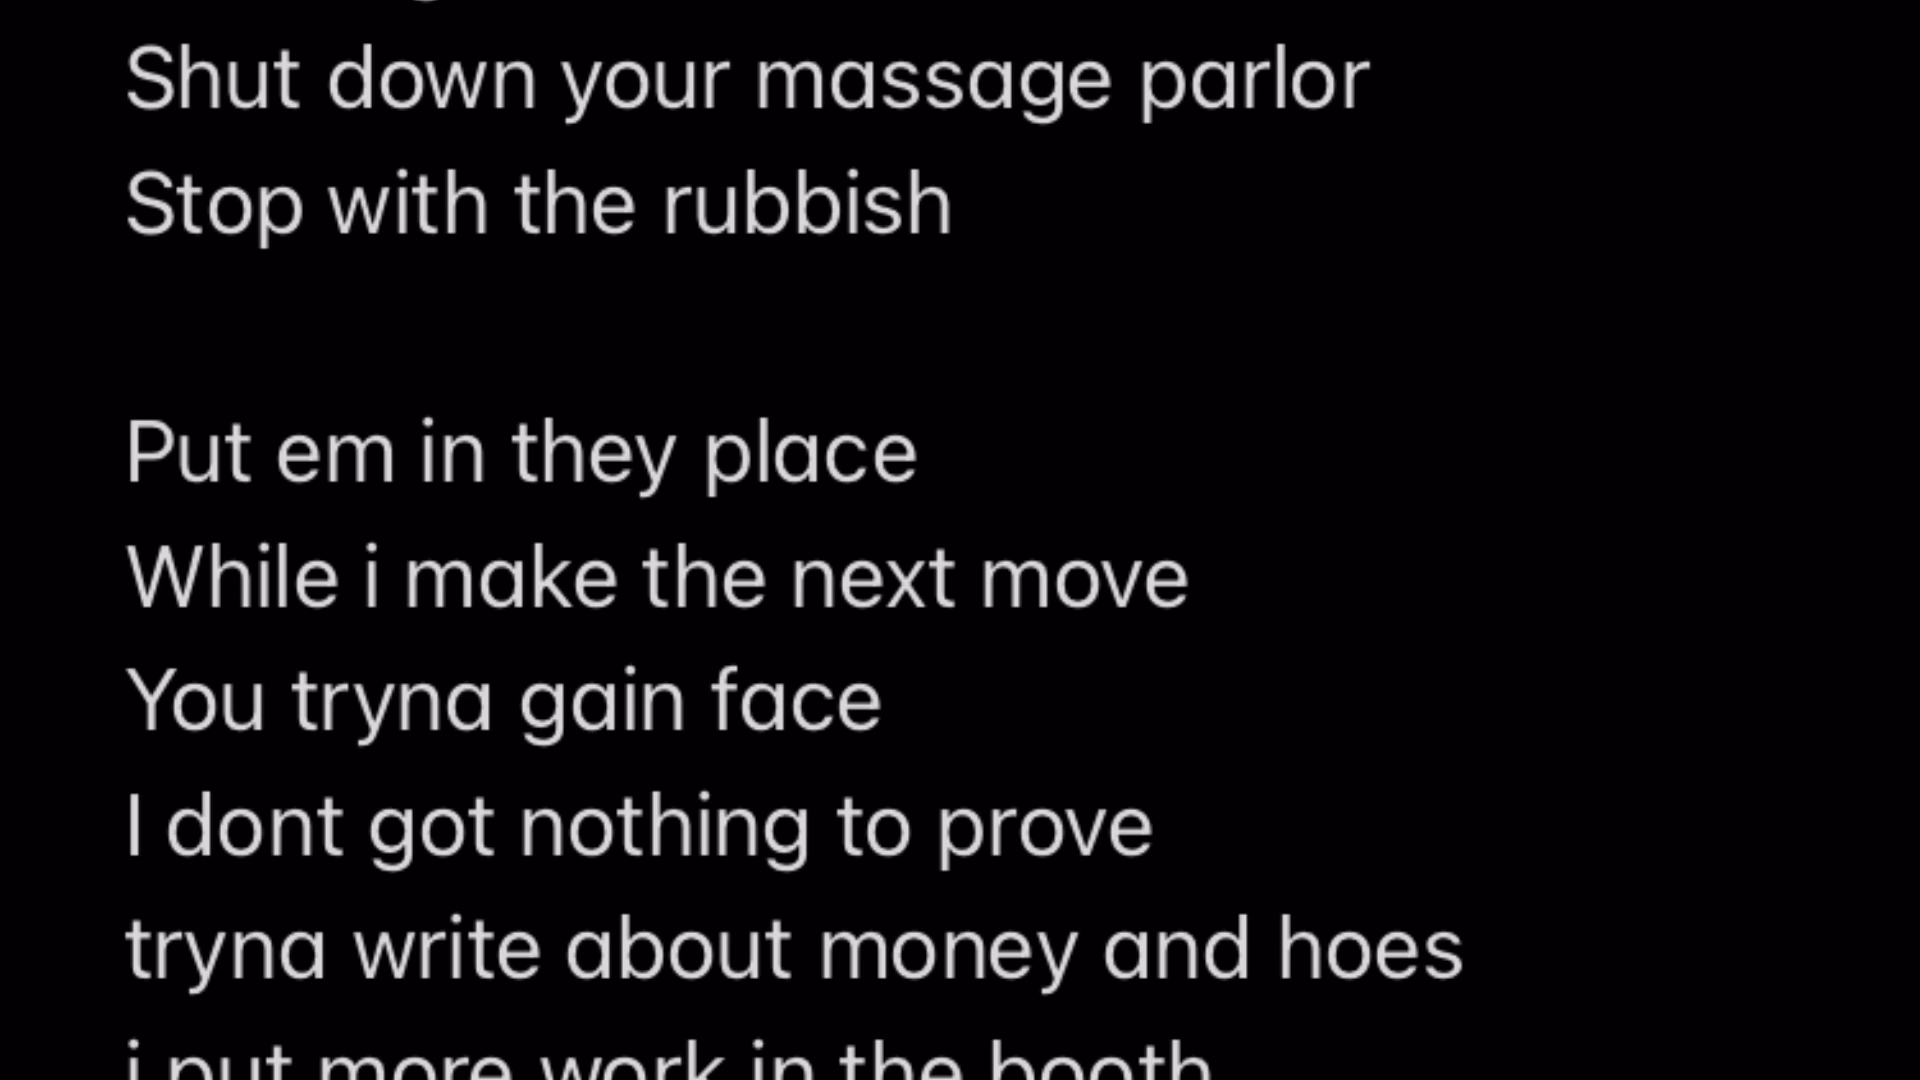 Shut down your massage parlor
Stop with the rubbish
Put em in they place
While i make the next move
You tryna gain face
I dont got nothing to prove
tryna write about money and hoes
i put more work in the booth